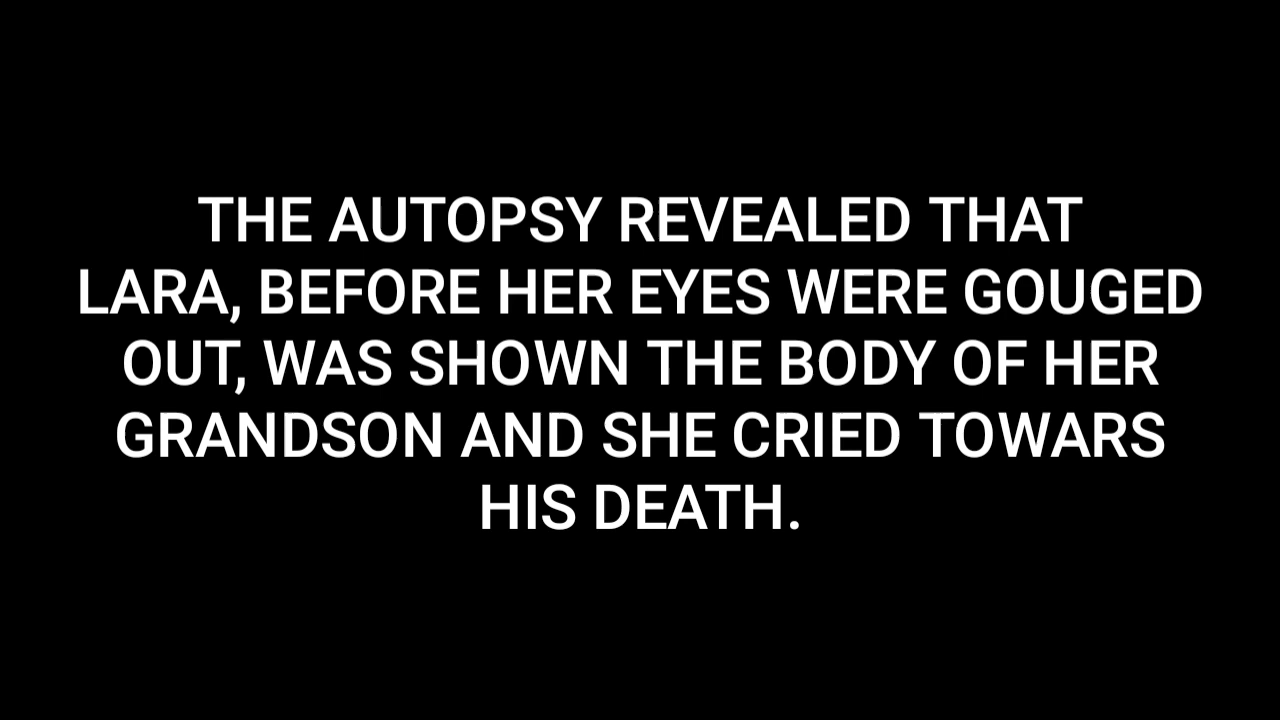 THE AUTOPSY REVEALED THAT
LARA, BEFORE HER EYES WERE GOUGED
OUT, WAS SHOWN THE BODY OF HER
GRANDSON AND SHE CRIED TOWARS
HIS DEATH.